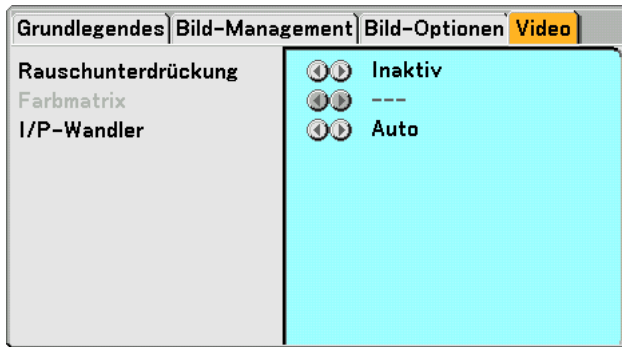 Grundlegendes Bild-Management Bild-Optionen Video
Rauschunterdrückung Inaktiv
Farbmatrix ---
I/P-Wandler Auto